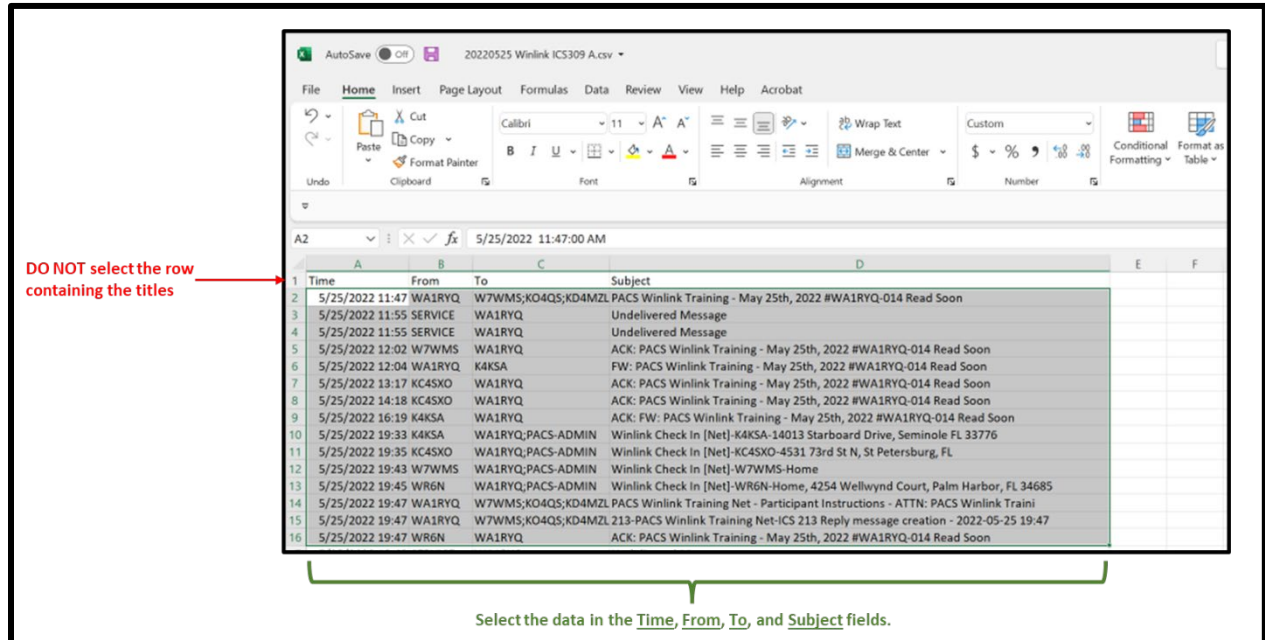 AutoSave Off 20220525 Winlink ICS309 A.csv
File Home Insert Page Layout Formulas Data Review View Help Acrobat
Paste
Cut
Copy
Format Painter
Calibri 11 A A
B I U A
Wrap Text
Merge & Center
Custom
$ % 9 .00 .00
Conditional Formatting
Format as Table
Undo Clipboard Font Alignment Number
A2 fx 5/25/2022 11:47:00 AM
A B C D E F
1 Time From To Subject
2 5/25/2022 11:47 WA1RYQ W7WMS;KO4QS;KD4MZL PACS Winlink Training - May 25th, 2022 #WA1RYQ-014 Read Soon
3 5/25/2022 11:55 SERVICE WA1RYQ Undelivered Message
4 5/25/2022 11:55 SERVICE WA1RYQ Undelivered Message
5 5/25/2022 12:02 W7WMS WA1RYQ ACK: PACS Winlink Training - May 25th, 2022 #WA1RYQ-014 Read Soon
6 5/25/2022 12:04 WA1RYQ K4KSA FW: PACS Winlink Training - May 25th, 2022 #WA1RYQ-014 Read Soon
7 5/25/2022 13:17 KC4SXO WA1RYQ ACK: PACS Winlink Training - May 25th, 2022 #WA1RYQ-014 Read Soon
8 5/25/2022 14:18 KC4SXO WA1RYQ ACK: PACS Winlink Training - May 25th, 2022 #WA1RYQ-014 Read Soon
9 5/25/2022 16:19 K4KSA WA1RYQ ACK: FW: PACS Winlink Training - May 25th, 2022 #WA1RYQ-014 Read Soon
10 5/25/2022 19:33 K4KSA WA1RYQ;PACS-ADMIN Winlink Check In [Net]-K4KSA-14013 Starboard Drive, Seminole FL 33776
11 5/25/2022 19:35 KC4SXO WA1RYQ;PACS-ADMIN Winlink Check In [Net]-KC4SXO-4531 73rd St N, St Petersburg, FL
12 5/25/2022 19:43 W7WMS WA1RYQ;PACS-ADMIN Winlink Check In [Net]-W7WMS-Home
13 5/25/2022 19:45 WR6N WA1RYQ;PACS-ADMIN Winlink Check In [Net]-WR6N-Home, 4254 Wellwynd Court, Palm Harbor, FL 34685
14 5/25/2022 19:47 WA1RYQ W7WMS;KO4QS;KD4MZL PACS Winlink Training Net - Participant Instructions - ATTN: PACS Winlink Traini
15 5/25/2022 19:47 WA1RYQ W7WMS;KO4QS;KD4MZL 213-PACS Winlink Training Net-ICS 213 Reply message creation - 2022-05-25 19:47
16 5/25/2022 19:47 WR6N WA1RYQ ACK: PACS Winlink Training - May 25th, 2022 #WA1RYQ-014 Read Soon
DO NOT select the row
containing the titles
Select the data in the Time, From, To, and Subject fields.